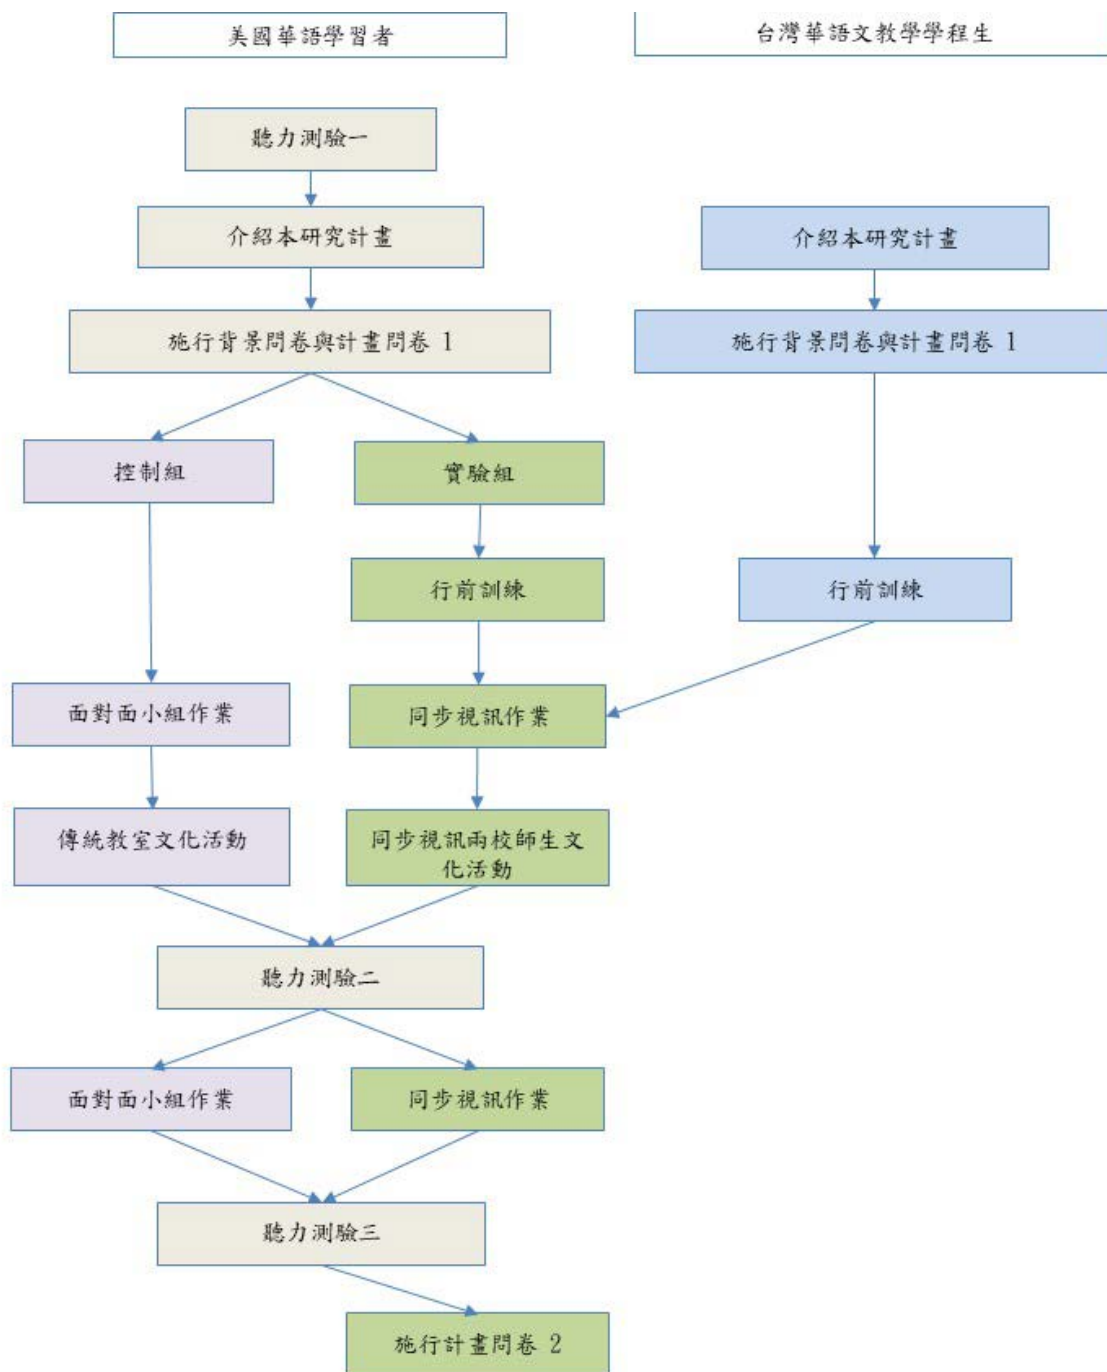 美國華語學習者
台灣華語文教學學程生
聽力測驗一
介紹本研究計畫
介紹本研究計畫
施行背景問卷與計畫問卷 1
施行背景問卷與計畫問卷 1
控制組
實驗組
行前訓練
行前訓練
面對面小組作業
同步視訊作業
傳統教室文化活動
同步視訊兩校師生文
化活動
聽力測驗二
面對面小組作業
同步視訊作業
聽力測驗三
施行計畫問卷 2